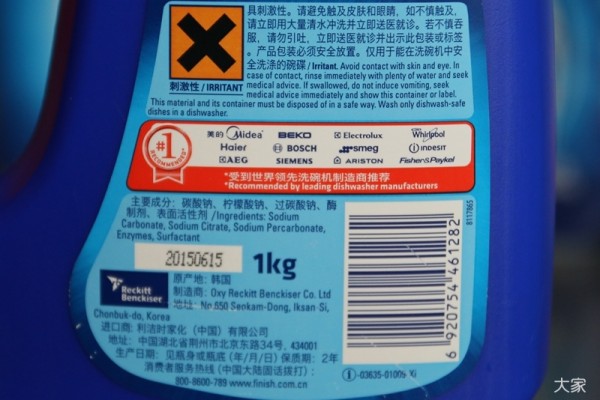 具刺激性。请避免触及皮肤和眼睛，如不慎触及，
请立即用大量清水冲洗并立即送医就诊。若不慎吞
服，请勿引吐，立即送医就诊并出示此包装或标签
。产品包装必须安放置。仅用于能在洗碗机中安
全洗涤的碗碟 / Irritant. Avoid contact with skin and eye. In
case of contact, rinse immediately with plenty of water and seek
medical advice immediately. If swallowed, do not induce vomiting, seek
medical advice immediately and show this container or label.
刺激性 / IRRITANT
This material and its container must be disposed of in a safe way. Wash only dishwash-safe
dishes in a dishwasher.
#1
RECOMMENDED*
美的 Midea BEKO Electrolux Whirlpool
Haier BOSCH smeg INDESIT
AEG SIEMENS ARISTON Fisher&Paykel
*受到世界领先洗碗机制造商推荐
*Recommended by leading dishwasher manufacturers
主要成分：碳酸钠、柠檬酸钠、过碳酸钠、酶
制剂、表面活性剂 /Ingredients: Sodium
Carbonate, Sodium Citrate, Sodium Percarbonate,
Enzymes, Surfactant
20150615
1kg
Reckitt
Benckiser
原产地：韩国
制造商：Oxy Reckitt Benckiser Co. Ltd
地址：No.650 Senkam-Dong, Iksan Si,
Chonbuk-do, Korea
进口商：利洁时家化（中国）有限公司
地址：中国湖北省荆州市北京东路34号，434001
生产日期：见瓶身或瓶底（年/月/日）保质期：2年
消费者服务热线（中国大陆固话拨打）：
800-8600-789 www.finish.com.cn
8117865
6 920754 461282
大家